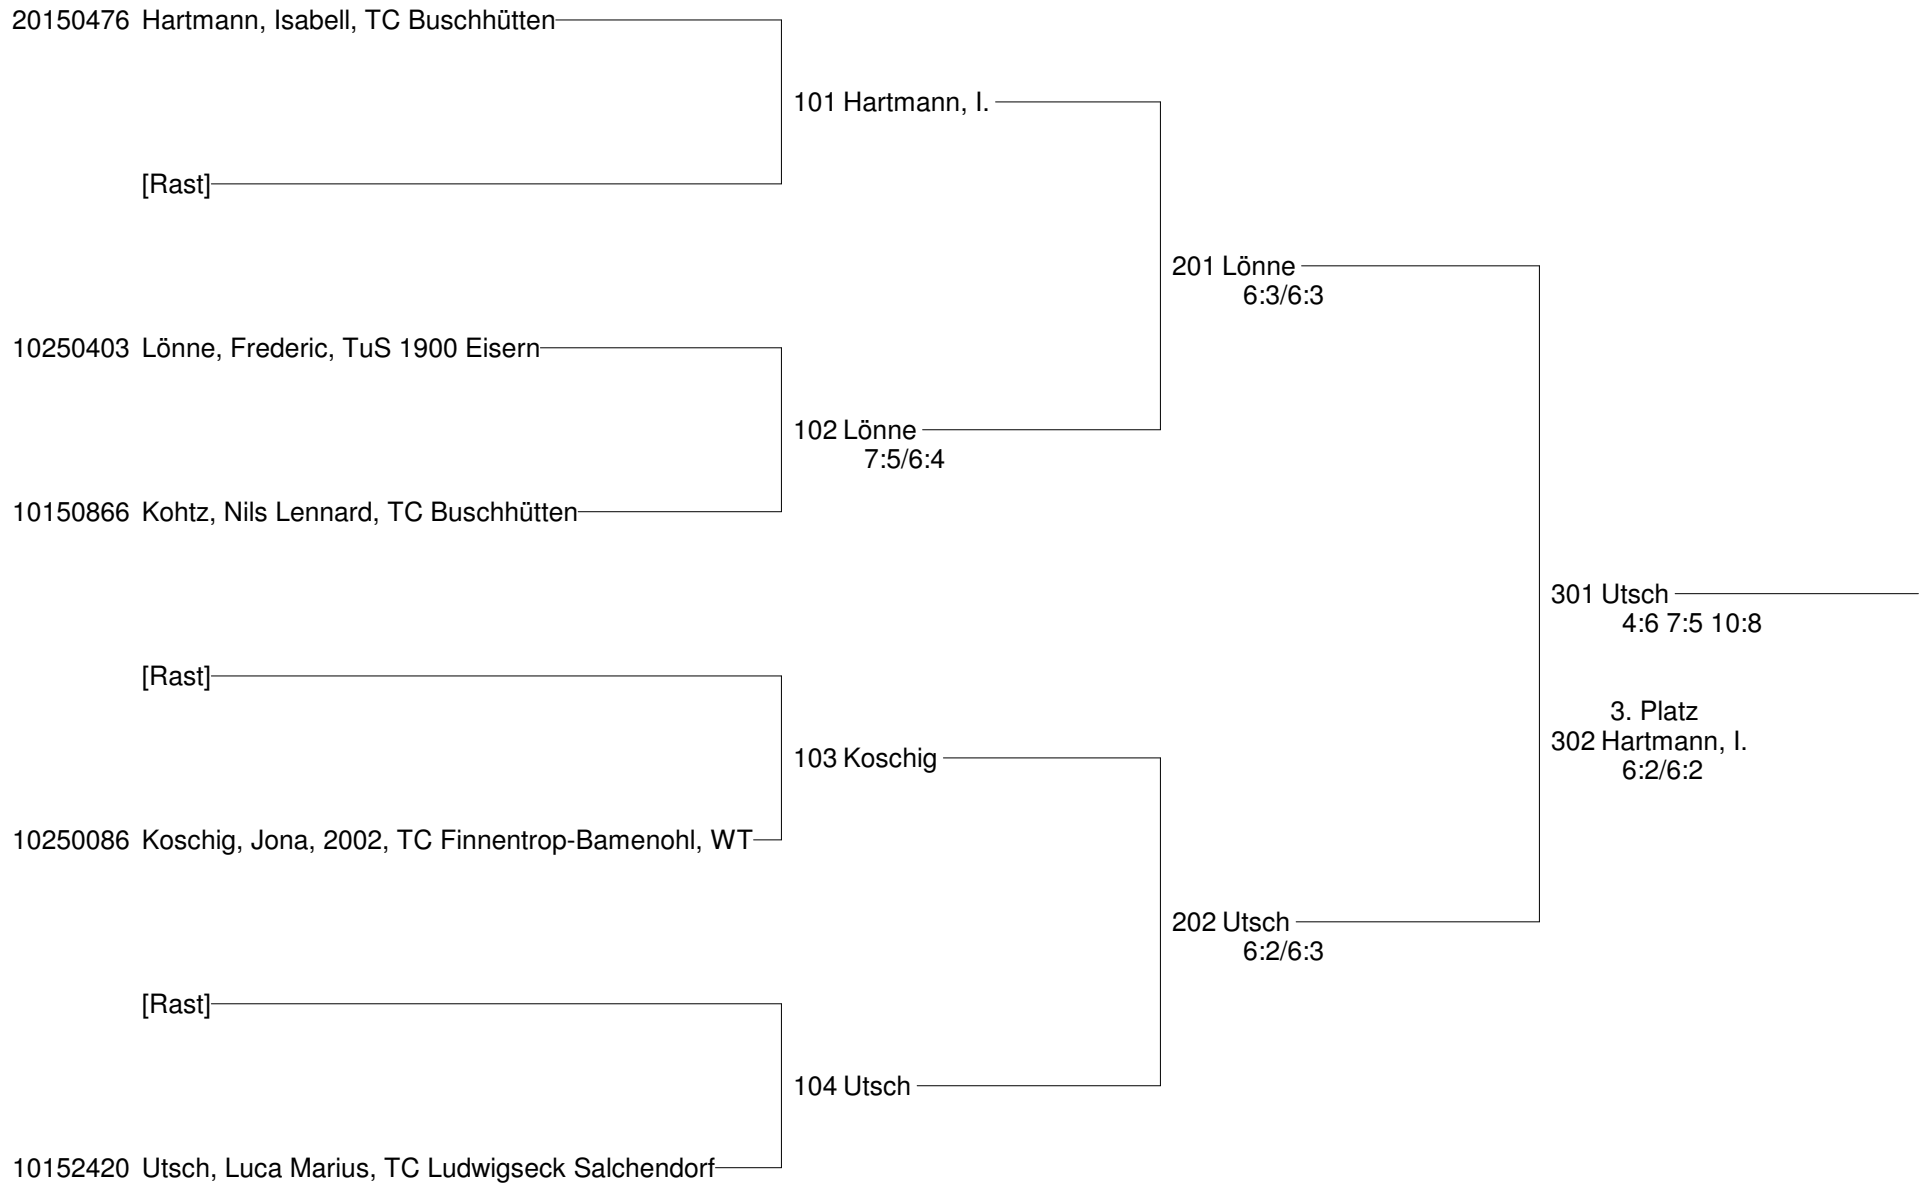 20150476 Hartmann, Isabell, TC Buschhütten
101 Hartmann, I.
[Rast]
201 Lönne
6:3/6:3
10250403 Lönne, Frederic, TuS 1900 Eisern
102 Lönne
7:5/6:4
10150866 Kohtz, Nils Lennard, TC Buschhütten
301 Utsch
4:6 7:5 10:8
[Rast]
3. Platz
302 Hartmann, I.
6:2/6:2
103 Koschig
10250086 Koschig, Jona, 2002, TC Finnentrop-Bamenohl, WT
202 Utsch
6:2/6:3
[Rast]
104 Utsch
10152420 Utsch, Luca Marius, TC Ludwigseck Salchendorf